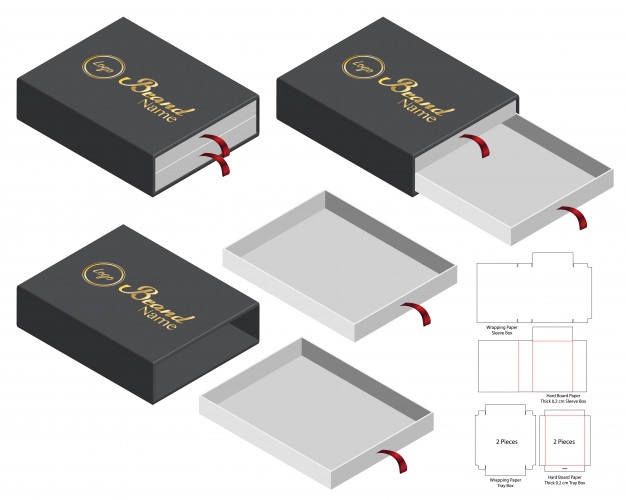 Logo
Brand
Name
Logo
Brand
Name
Logo
Brand
Name
Wrapping Paper
Sleeve Box
Hard Board Paper
Thick 0.2 cm Sleeve Box
2 Pieces
2 Pieces
Wrapping Paper
Tray Box
Hard Board Paper
Thick 0.2 cm Tray Box